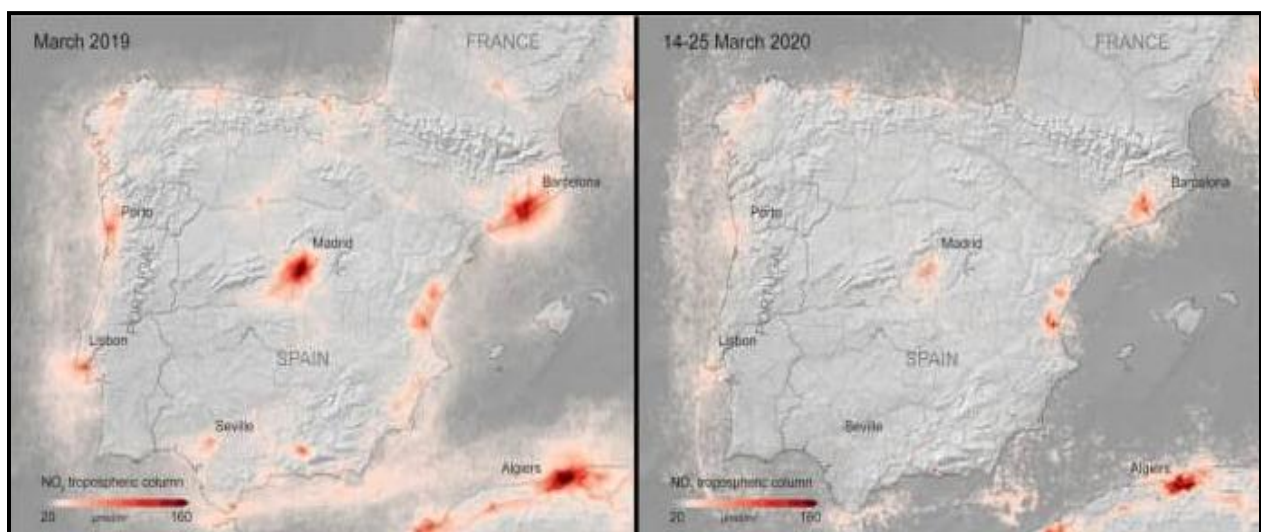 March 2019
FRANCE
Barcelona
Porto
Madrid
PORTUGAL
Lisbon
SPAIN
Seville
Algiers
NO₂ tropospheric column
20 160
14-25 March 2020
FRANCE
Barcelona
Porto
Madrid
PORTUGAL
Lisbon
SPAIN
Seville
Algiers
NO₂ tropospheric column
20 160